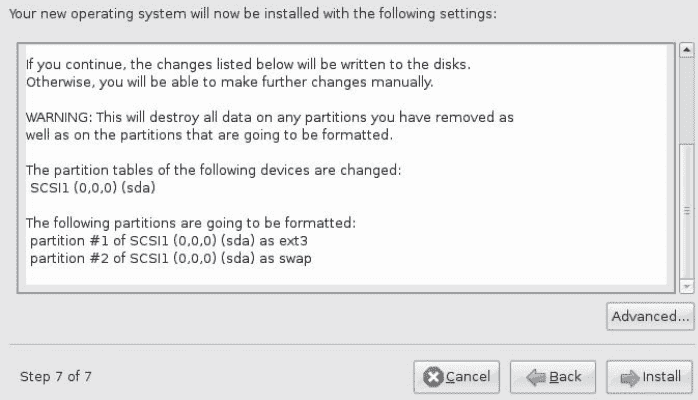 Your new operating system will now be installed with the following settings:
If you continue, the changes listed below will be written to the disks.
Otherwise, you will be able to make further changes manually.
WARNING: This will destroy all data on any partitions you have removed as
well as on the partitions that are going to be formatted.
The partition tables of the following devices are changed:
SCSI1 (0,0,0) (sda)
The following partitions are going to be formatted:
partition #1 of SCSI1 (0,0,0) (sda) as ext3
partition #2 of SCSI1 (0,0,0) (sda) as swap
Advanced...
Step 7 of 7
Cancel
Back
Install